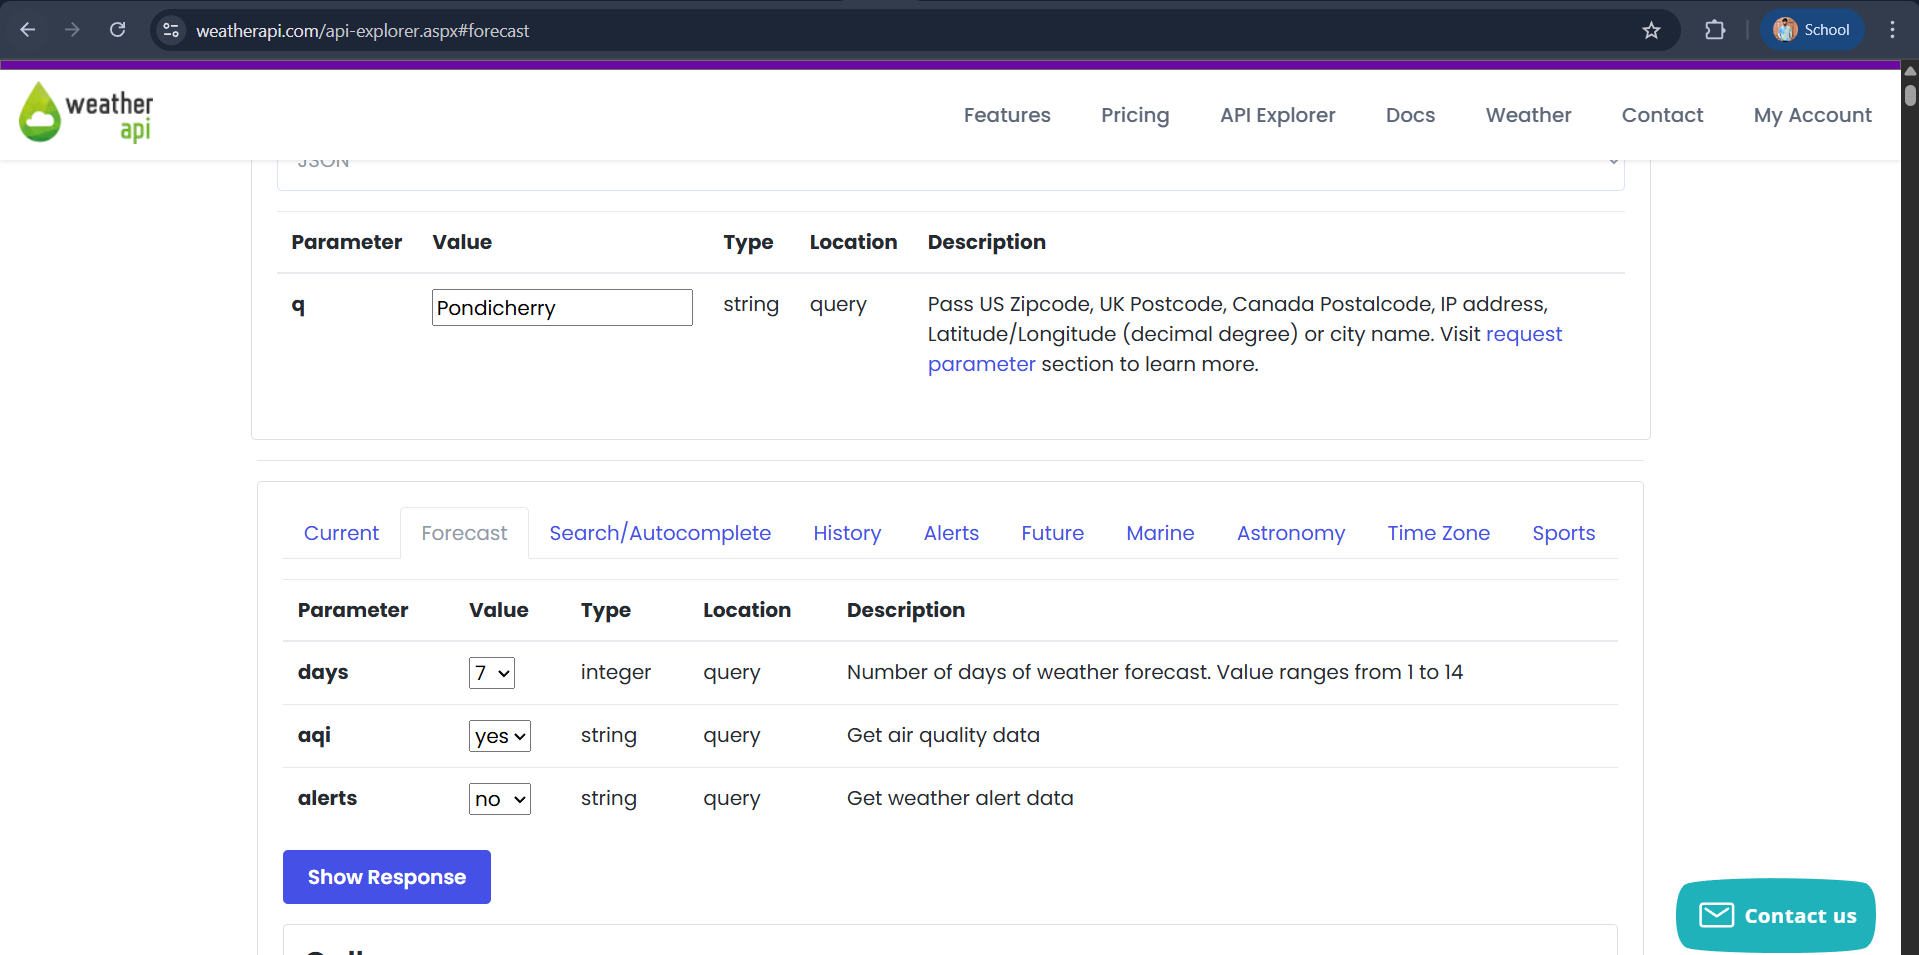 weatherapi.com/api-explorer.aspx#forecast
School
weather
api
Features
Pricing
API Explorer
Docs
Weather
Contact
My Account
JSON
Parameter Value Type Location Description
q Pondicherry string query Pass US Zipcode, UK Postcode, Canada Postalcode, IP address,
Latitude/Longitude (decimal degree) or city name. Visit request
parameter section to learn more.
Current Forecast Search/Autocomplete History Alerts Future Marine Astronomy Time Zone Sports
Parameter Value Type Location Description
days 7 integer query Number of days of weather forecast. Value ranges from 1 to 14
aqi yes string query Get air quality data
alerts no string query Get weather alert data
Show Response
Contact us